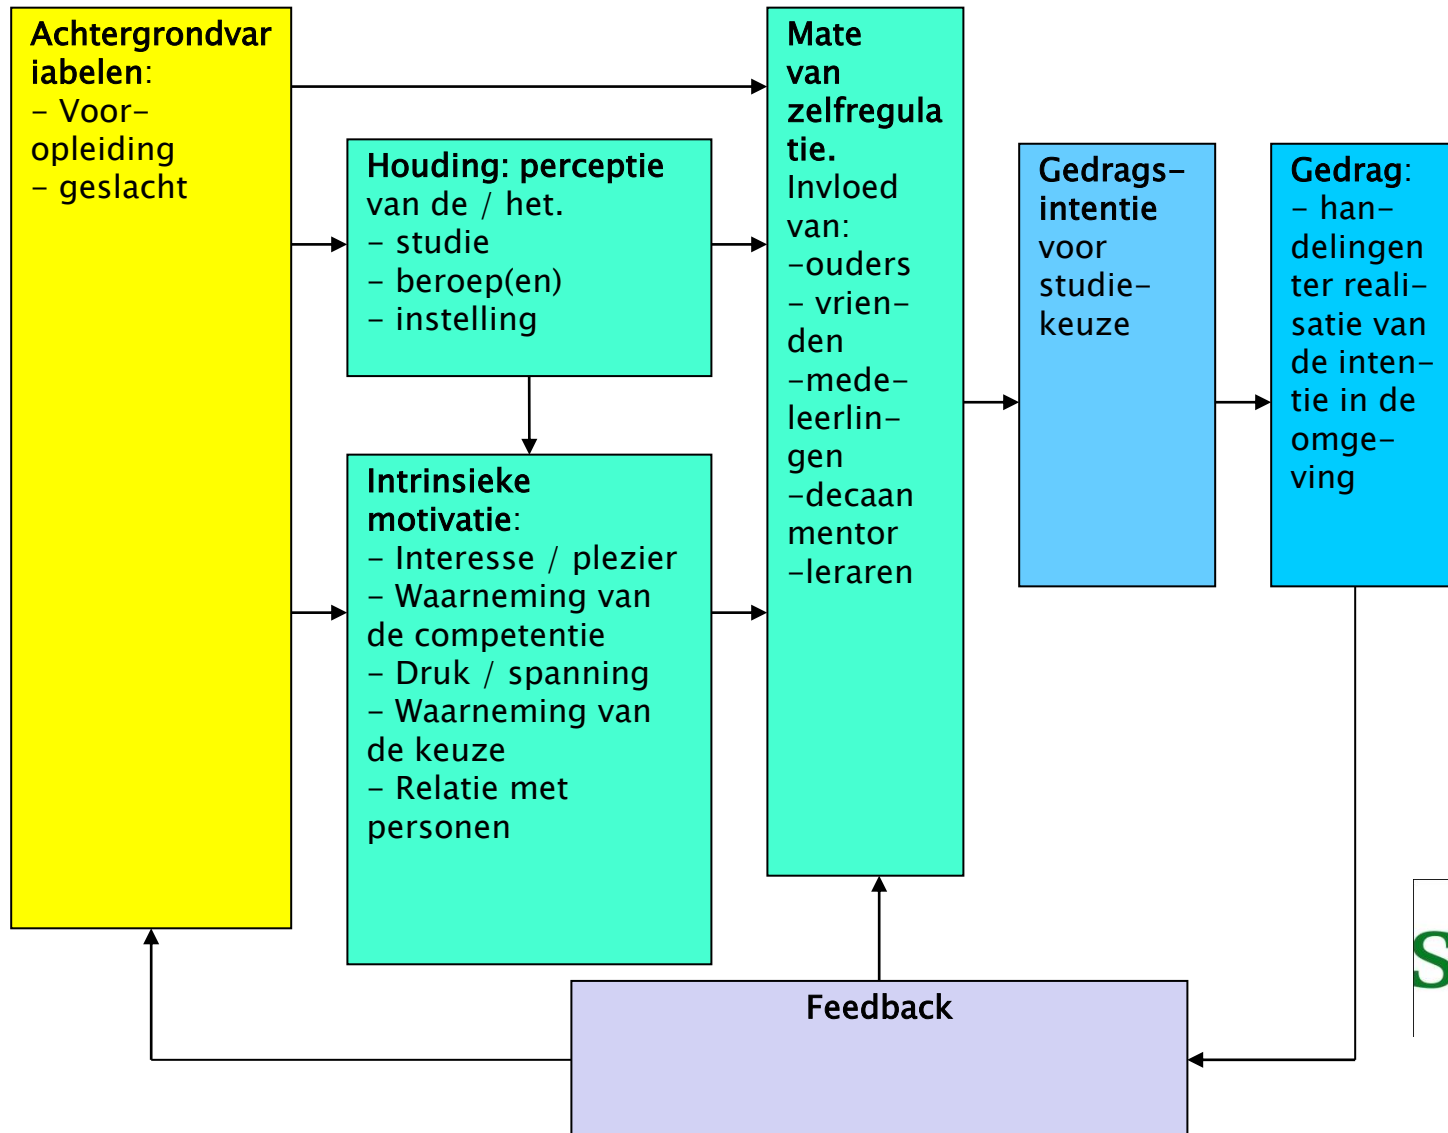 Achtergrondvar
iabelen:
– Voor–
opleiding
– geslacht
Houding: perceptie
van de / het.
– studie
– beroep(en)
– instelling
Intrinsieke
motivatie:
– Interesse / plezier
– Waarneming van
de competentie
– Druk / spanning
– Waarneming van
de keuze
– Relatie met
personen
Mate
van
zelfregula
tie.
Invloed
van:
–ouders
– vrien–
den
–mede–
leerlin–
gen
–decaan
mentor
–leraren
Gedrags–
intentie
voor
studie–
keuze
Gedrag:
– han–
delingen
ter reali–
satie van
de inten–
tie in de
omge–
ving
Feedback
S